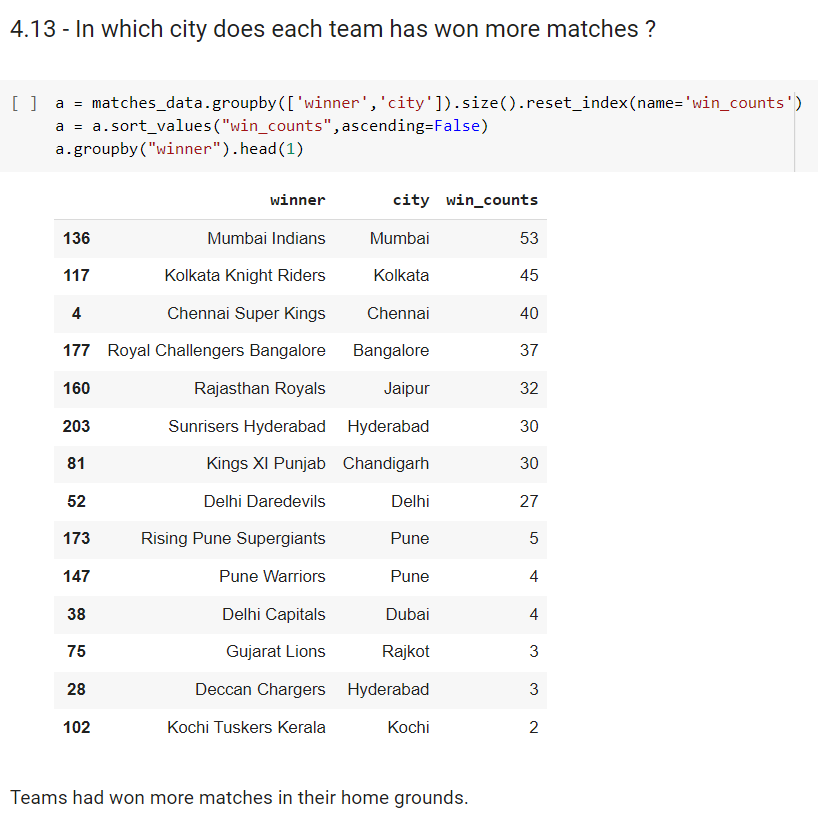 4.13 - In which city does each team has won more matches ?
[ ] a = matches_data.groupby(['winner','city']).size().reset_index(name='win_counts')
a = a.sort_values("win_counts",ascending=False)
a.groupby("winner").head(1)
winner city win_counts
136 Mumbai Indians Mumbai 53
117 Kolkata Knight Riders Kolkata 45
4 Chennai Super Kings Chennai 40
177 Royal Challengers Bangalore Bangalore 37
160 Rajasthan Royals Jaipur 32
203 Sunrisers Hyderabad Hyderabad 30
81 Kings XI Punjab Chandigarh 30
52 Delhi Daredevils Delhi 27
173 Rising Pune Supergiants Pune 5
147 Pune Warriors Pune 4
38 Delhi Capitals Dubai 4
75 Gujarat Lions Rajkot 3
28 Deccan Chargers Hyderabad 3
102 Kochi Tuskers Kerala Kochi 2
Teams had won more matches in their home grounds.